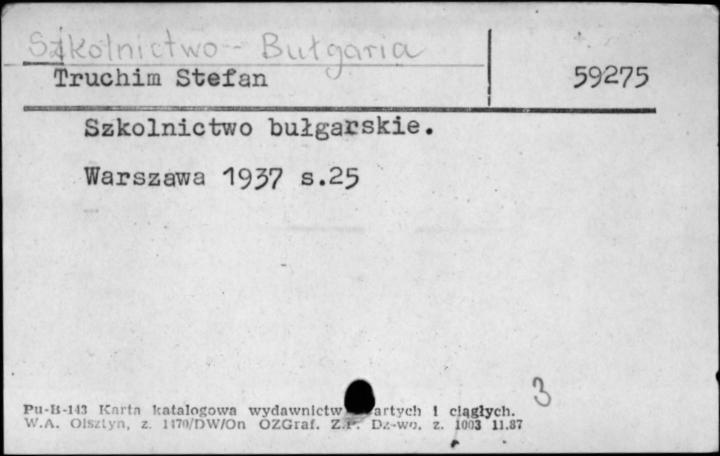 Szkolnictwo - Bułgaria
Truchim Stefan 59275
Szkolnictwo bułgarskie.
Warszawa 1937 s.25
3
Pu-B-143 Karta katalogowa wydawnictw artych i ciągłych.
W.A. Olsztyn, z. 1170/DW/On OZGraf. Z.P. Dz-wo, z. 1003 11.87